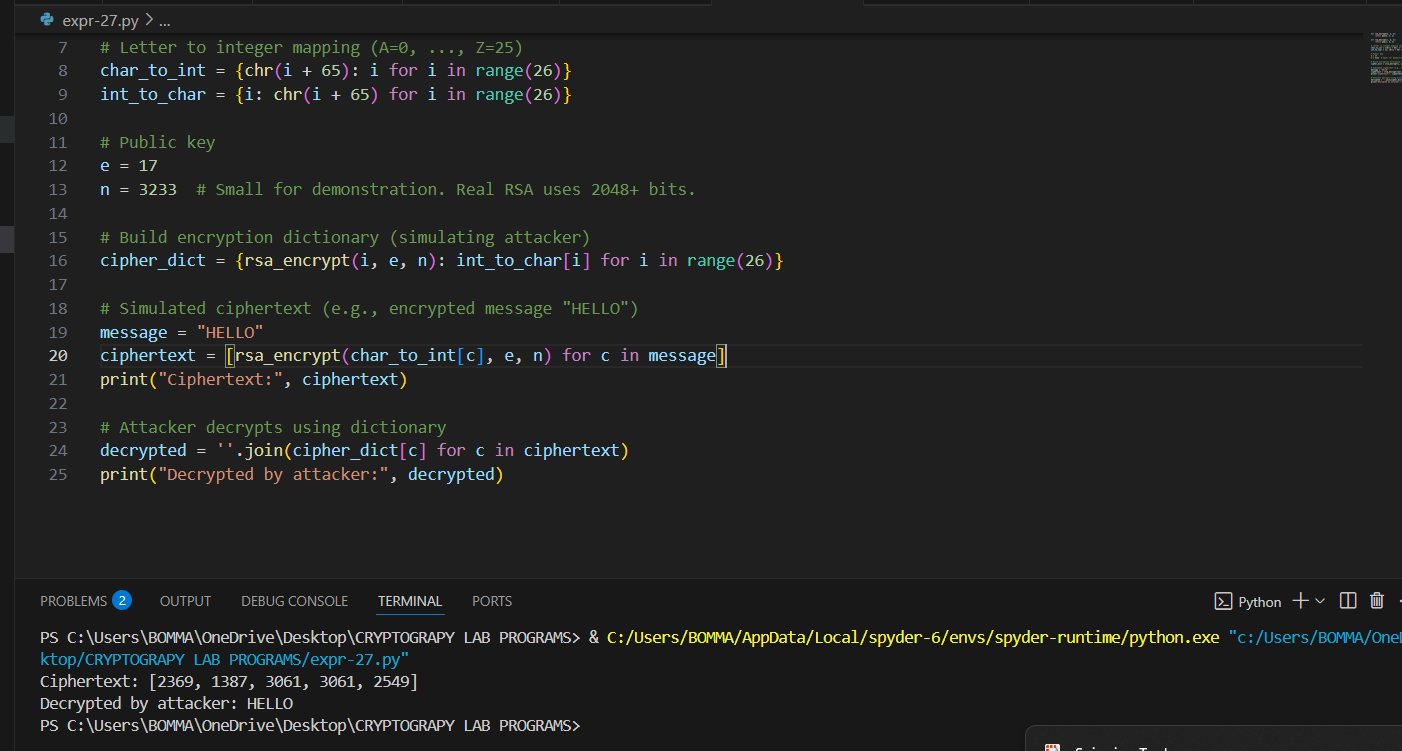 expr-27.py > ...
7 # Letter to integer mapping (A=0, ..., Z=25)
8 char_to_int = {chr(i + 65): i for i in range(26)}
9 int_to_char = {i: chr(i + 65) for i in range(26)}
10
11 # Public key
12 e = 17
13 n = 3233  # Small for demonstration. Real RSA uses 2048+ bits.
14
15 # Build encryption dictionary (simulating attacker)
16 cipher_dict = {rsa_encrypt(i, e, n): int_to_char[i] for i in range(26)}
17
18 # Simulated ciphertext (e.g., encrypted message "HELLO")
19 message = "HELLO"
20 ciphertext = [rsa_encrypt(char_to_int[c], e, n) for c in message]
21 print("Ciphertext:", ciphertext)
22
23 # Attacker decrypts using dictionary
24 decrypted = ''.join(cipher_dict[c] for c in ciphertext)
25 print("Decrypted by attacker:", decrypted)
PROBLEMS 2 OUTPUT DEBUG CONSOLE TERMINAL PORTS Python
PS C:\Users\BOMMA\OneDrive\Desktop\CRYPTOGRAPY LAB PROGRAMS> & C:/Users/BOMMA/AppData/Local/spyder-6/envs/spyder-runtime/python.exe "c:/Users/BOMMA/One
ktop/CRYPTOGRAPY LAB PROGRAMS/expr-27.py"
Ciphertext: [2369, 1387, 3061, 3061, 2549]
Decrypted by attacker: HELLO
PS C:\Users\BOMMA\OneDrive\Desktop\CRYPTOGRAPY LAB PROGRAMS>